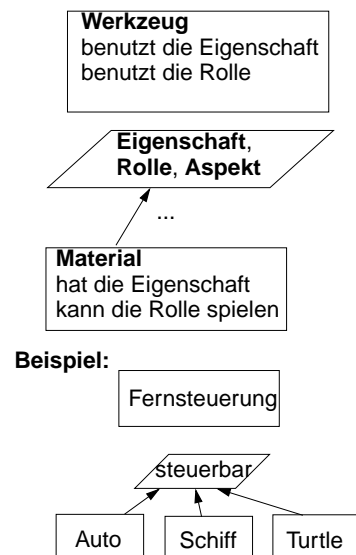 Werkzeug
benutzt die Eigenschaft
benutzt die Rolle
Eigenschaft,
Rolle, Aspekt
...
Material
hat die Eigenschaft
kann die Rolle spielen
Beispiel:
Fernsteuerung
steuerbar
Auto Schiff Turtle